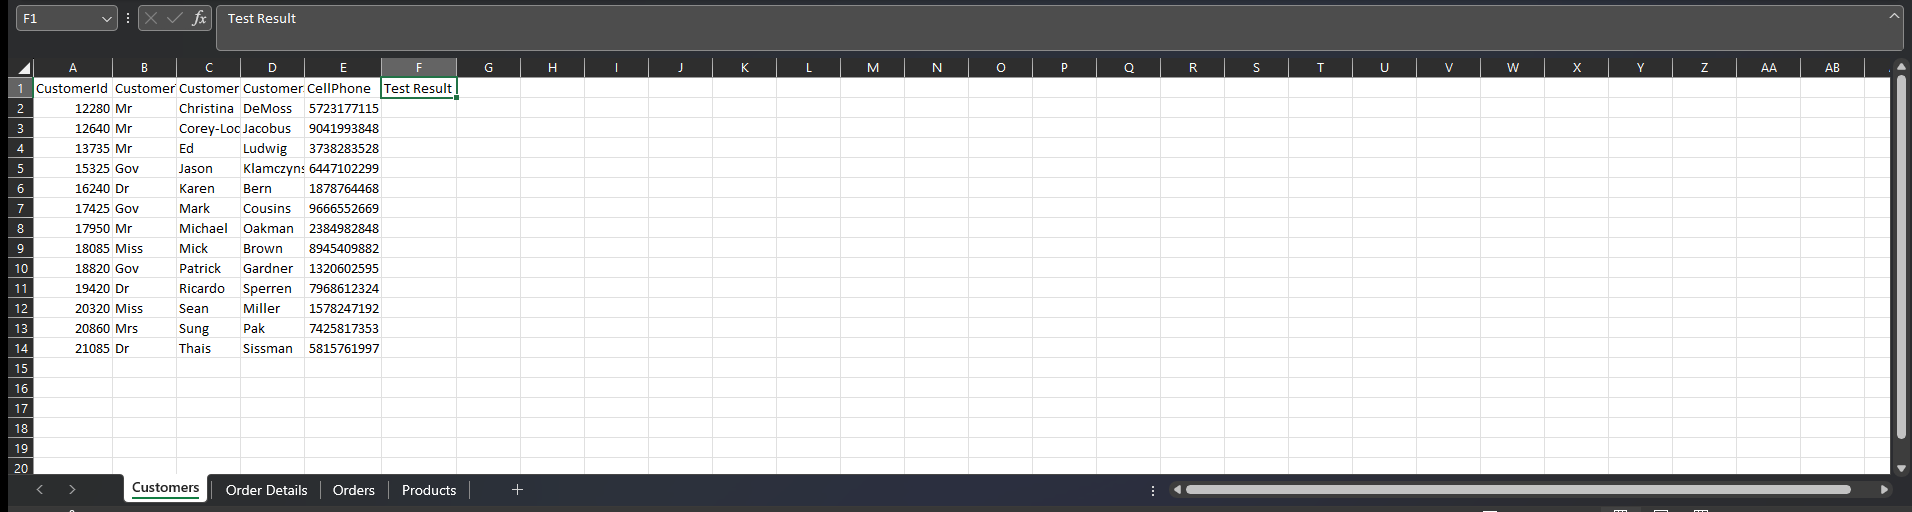 F1 fx Test Result
A B C D E F G H I J K L M N O P Q R S T U V W X Y Z AA AB
1 CustomerId Customer Customer Customer CellPhone Test Result
2 12280 Mr Christina DeMoss 5723177115
3 12640 Mr Corey-Loc Jacobus 9041993848
4 13735 Mr Ed Ludwig 3738283528
5 15325 Gov Jason Klamczyns 6447102299
6 16240 Dr Karen Bern 1878764468
7 17425 Gov Mark Cousins 9666552669
8 17950 Mr Michael Oakman 2384982848
9 18085 Miss Mick Brown 8945409882
10 18820 Gov Patrick Gardner 1320602595
11 19420 Dr Ricardo Sperren 7968612324
12 20320 Miss Sean Miller 1578247192
13 20860 Mrs Sung Pak 7425817353
14 21085 Dr Thais Sissman 5815761997
15
16
17
18
19
20
Customers Order Details Orders Products